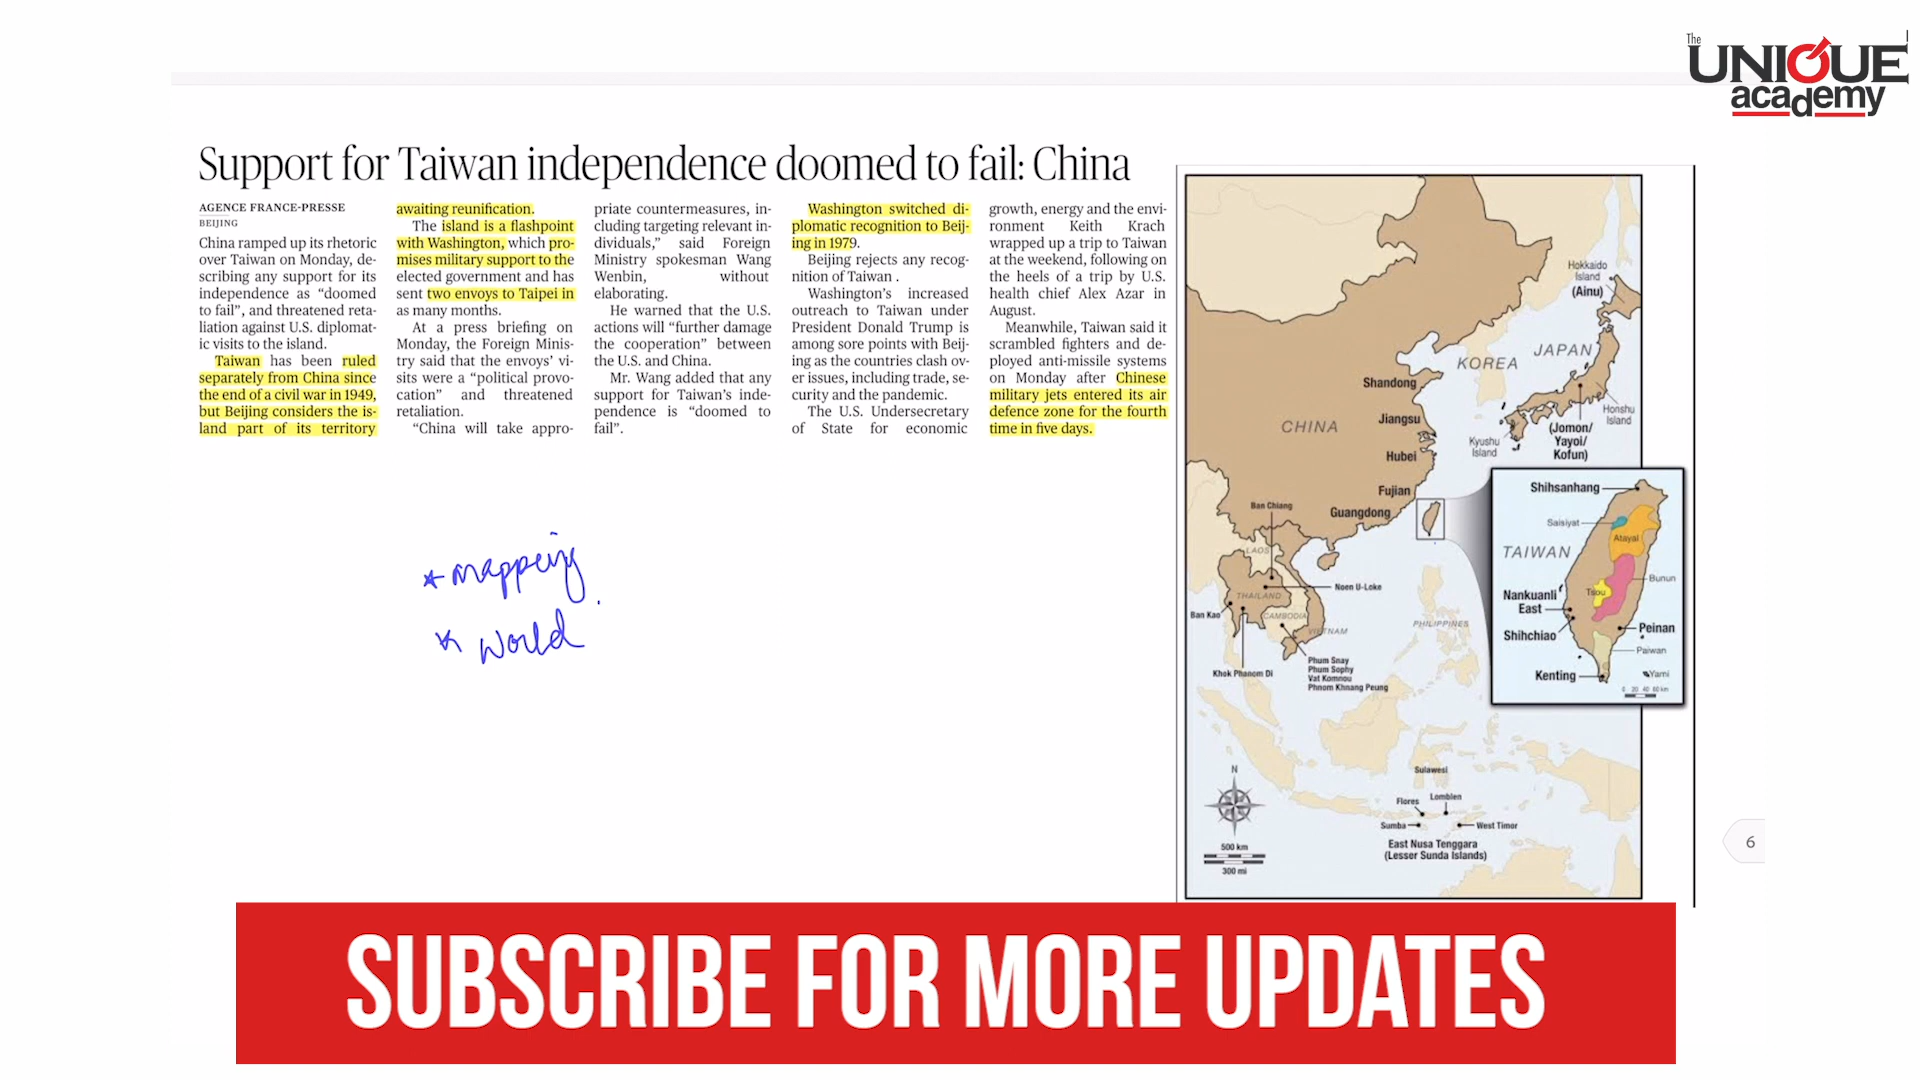 The
UNIQUE
academy
Support for Taiwan independence doomed to fail: China
AGENCE FRANCE-PRESSE
BEIJING
China ramped up its rhetoric
over Taiwan on Monday, de-
scribing any support for its
independence as “doomed
to fail”, and threatened reta-
liation against U.S. diplomat-
ic visits to the island.
Taiwan has been ruled
separately from China since
the end of a civil war in 1949,
but Beijing considers the is-
land part of its territory
awaiting reunification.
The island is a flashpoint
with Washington, which pro-
mises military support to the
elected government and has
sent two envoys to Taipei in
as many months.
At a press briefing on
Monday, the Foreign Minis-
try said that the envoys’ vi-
sits were a “political provo-
cation” and threatened
retaliation.
“China will take appro-
priate countermeasures, in-
cluding targeting relevant in-
dividuals,” said Foreign
Ministry spokesman Wang
Wenbin, without
elaborating.
He warned that the U.S.
actions will “further damage
the cooperation” between
the U.S. and China.
Mr. Wang added that any
support for Taiwan’s inde-
pendence is “doomed to
fail”.
Washington switched di-
plomatic recognition to Beij-
ing in 1979.
Beijing rejects any recog-
nition of Taiwan .
Washington’s increased
outreach to Taiwan under
President Donald Trump is
among sore points with Beij-
ing as the countries clash ov-
er issues, including trade, se-
curity and the pandemic.
The U.S. Undersecretary
of State for economic
growth, energy and the envi-
ronment Keith Krach
wrapped up a trip to Taiwan
at the weekend, following on
the heels of a trip by U.S.
health chief Alex Azar in
August.
Meanwhile, Taiwan said it
scrambled fighters and de-
ployed anti-missile systems
on Monday after Chinese
military jets entered its air
defence zone for the fourth
time in five days.
* mapping
* World
Hokkaido
Island
(Ainu)
JAPAN
KOREA
Shandong
Honshu
Island
Jiangsu
CHINA
(Jomon/
Yayoi/
Kofun)
Kyushu
Island
Hubei
Fujian
Guangdong
Ban Chiang
LAOS
Noen U-Loke
THAILAND
Ban Kao
CAMBODIA
VIETNAM
PHILIPPINES
Khok Phanom Di
Phum Snay
Phum Sophy
Vat Komnou
Phnom Khnang Peung
Shihsanhang
Saisiyat
Atayal
TAIWAN
Bunun
Tsou
Nankuanli
East
Shihchiao
Peinan
Paiwan
Kenting
Yami
0 20 40 60 km
Sulawesi
Flores
Lomblen
Sumba
West Timor
East Nusa Tenggara
(Lesser Sunda Islands)
N
500 km
300 mi
6
SUBSCRIBE FOR MORE UPDATES